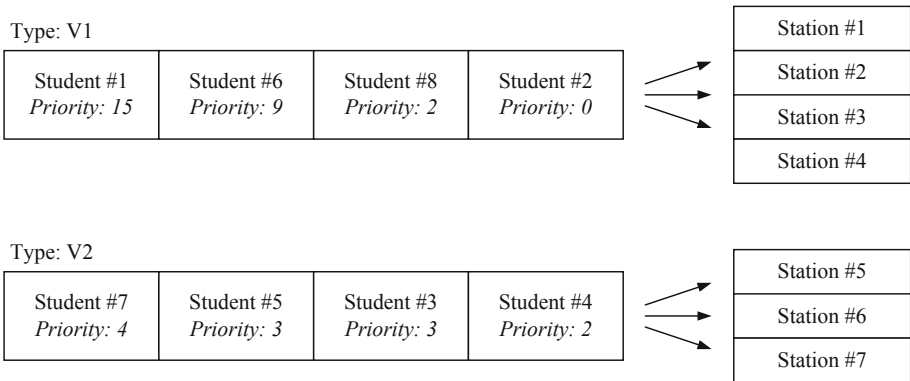 Type: V1
Student #1
Priority: 15
Student #6
Priority: 9
Student #8
Priority: 2
Student #2
Priority: 0
Station #1
Station #2
Station #3
Station #4
Type: V2
Student #7
Priority: 4
Student #5
Priority: 3
Student #3
Priority: 3
Student #4
Priority: 2
Station #5
Station #6
Station #7